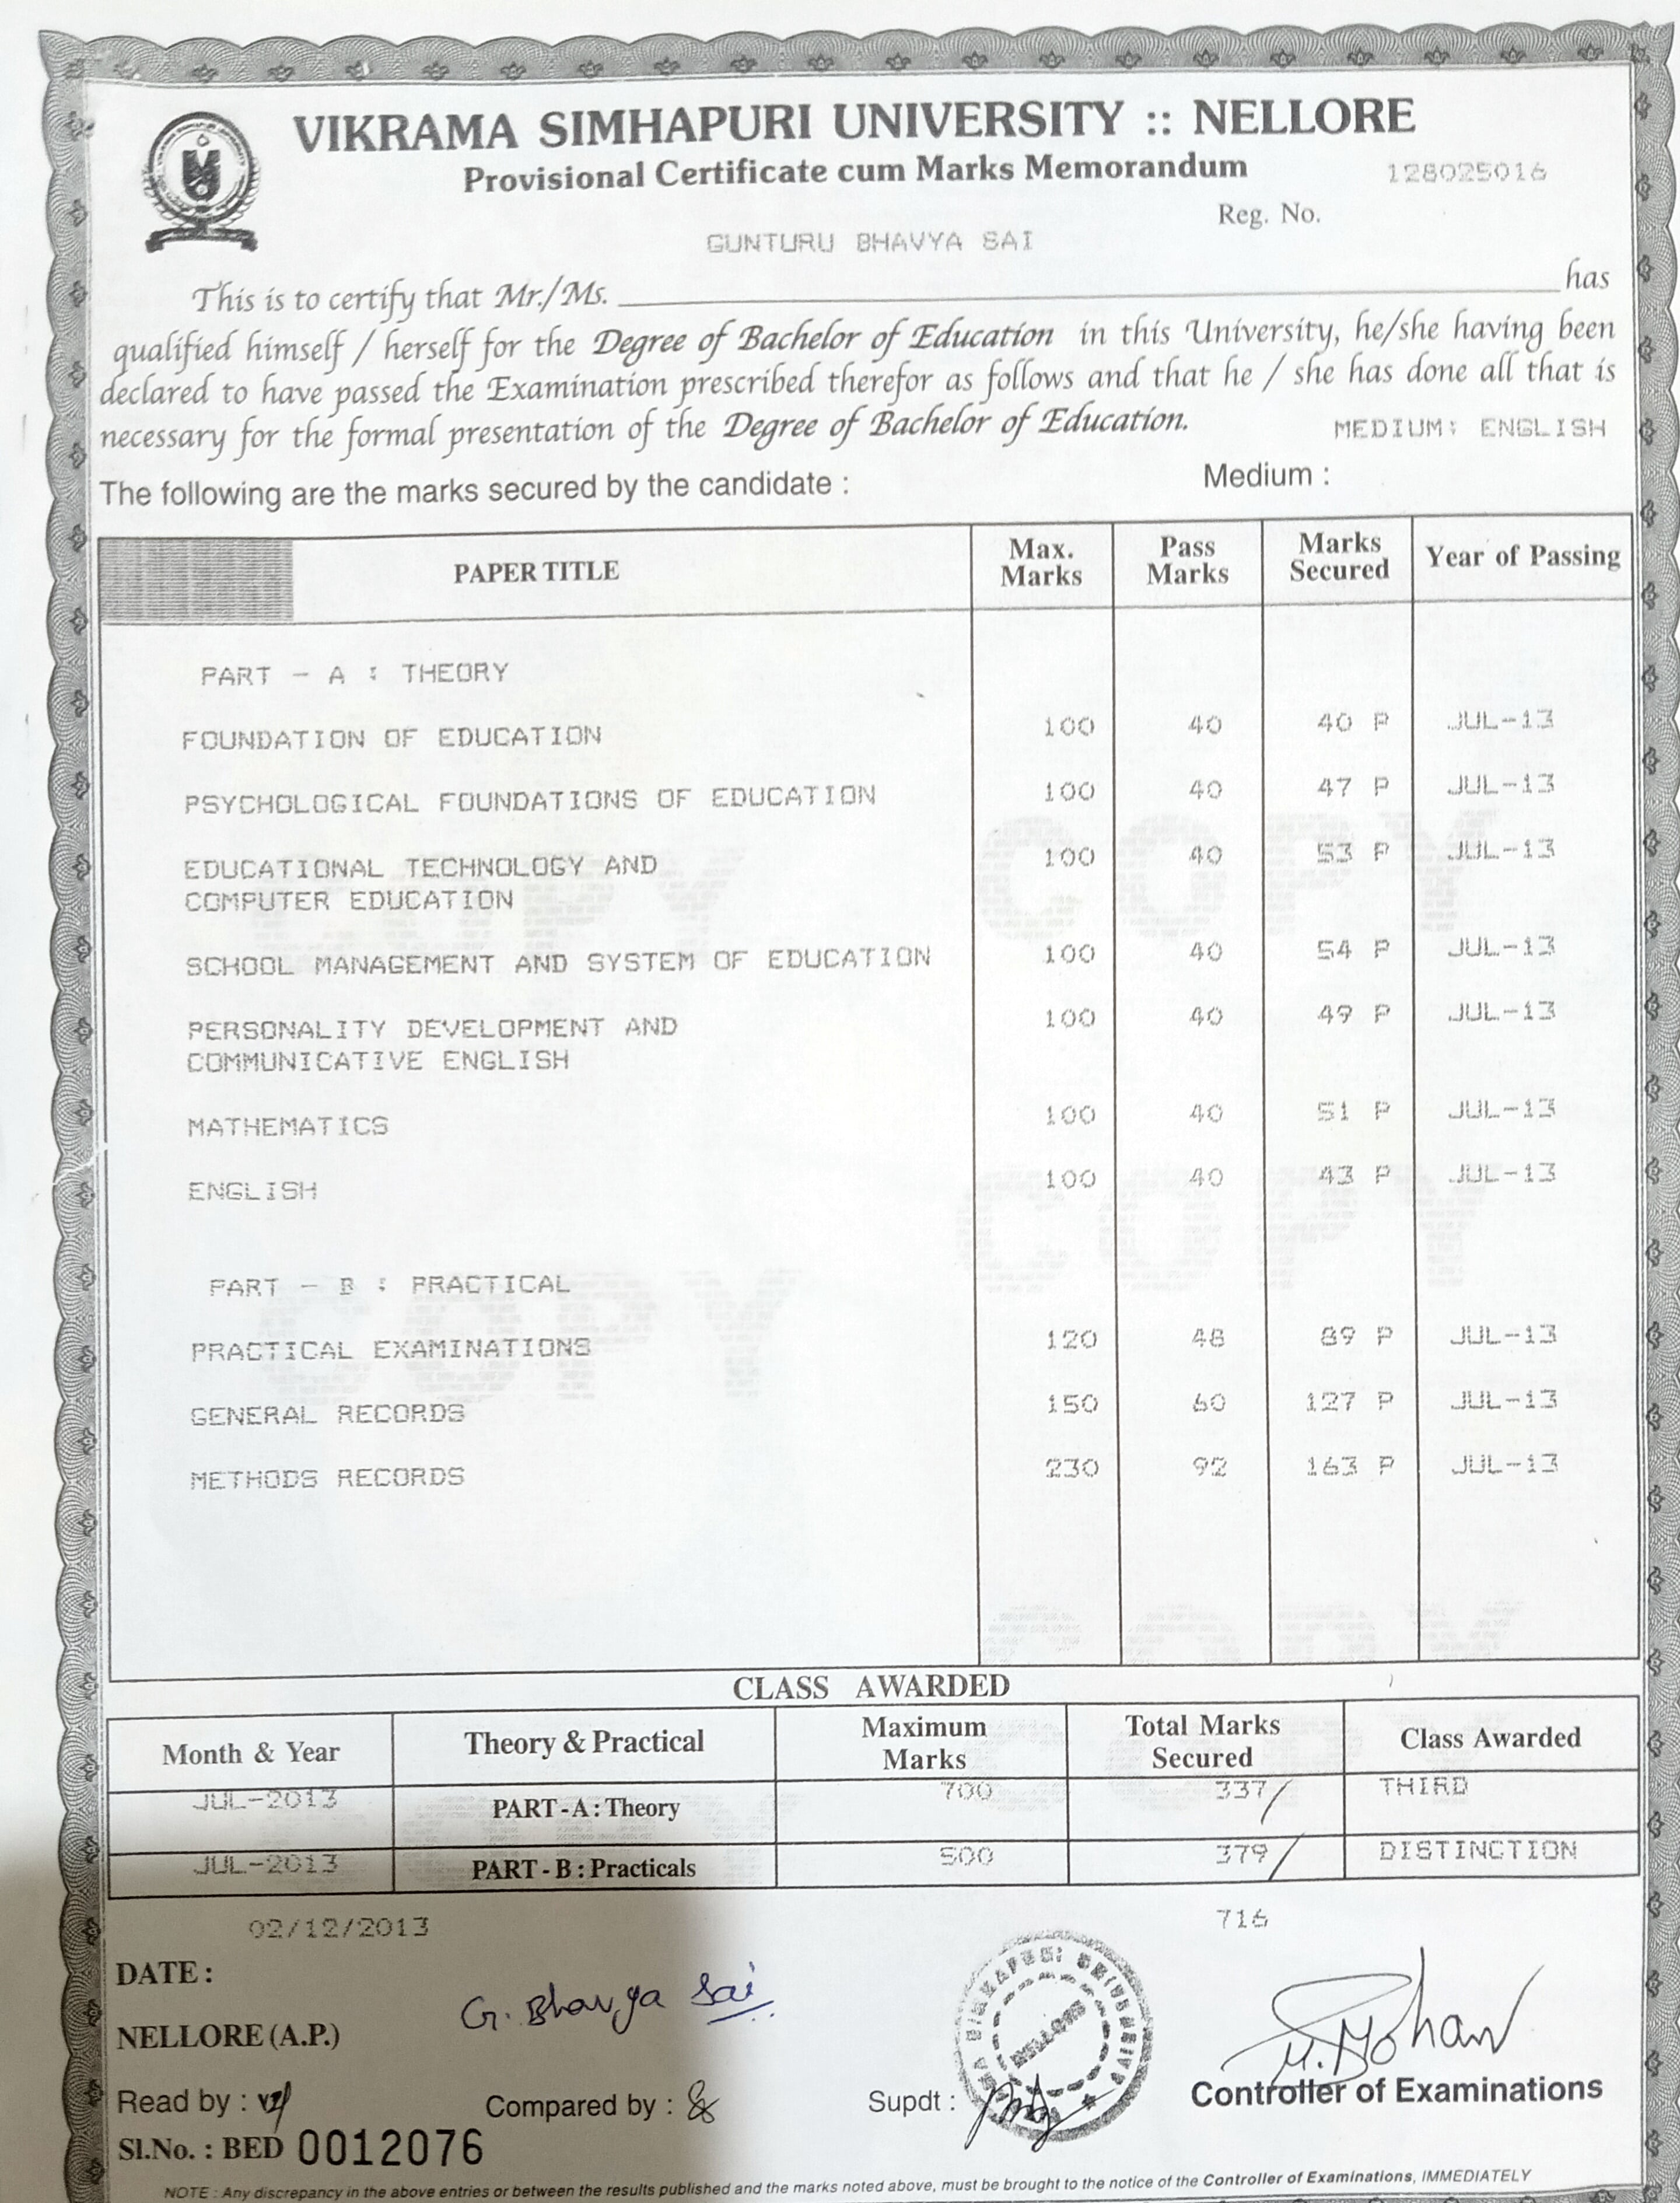 VIKRAMA SIMHAPURI UNIVERSITY :: NELLORE
Provisional Certificate cum Marks Memorandum
128025016
Reg. No.
GUNTURU BHAVYA SAI
This is to certify that Mr./Ms. has
qualified himself / herself for the Degree of Bachelor of Education in this University, he/she having been
declared to have passed the Examination prescribed therefor as follows and that he / she has done all that is
necessary for the formal presentation of the Degree of Bachelor of Education.
MEDIUM: ENGLISH
The following are the marks secured by the candidate : Medium :
PAPER TITLE Max. Marks Pass Marks Marks Secured Year of Passing
PART - A : THEORY
FOUNDATION OF EDUCATION 100 40 40 P JUL-13
PSYCHOLOGICAL FOUNDATIONS OF EDUCATION 100 40 47 P JUL-13
EDUCATIONAL TECHNOLOGY AND 100 40 53 P JUL-13
COMPUTER EDUCATION
SCHOOL MANAGEMENT AND SYSTEM OF EDUCATION 100 40 54 P JUL-13
PERSONALITY DEVELOPMENT AND 100 40 49 P JUL-13
COMMUNICATIVE ENGLISH
MATHEMATICS 100 40 51 P JUL-13
ENGLISH 100 40 43 P JUL-13
PART - B : PRACTICAL
PRACTICAL EXAMINATIONS 120 48 89 P JUL-13
GENERAL RECORDS 150 60 127 P JUL-13
METHODS RECORDS 230 92 163 P JUL-13
COPY COPY
COPY COPY
CLASS AWARDED
Month & Year Theory & Practical Maximum Marks Total Marks Secured Class Awarded
JUL-2013 PART - A : Theory 700 337/ THIRD
JUL-2013 PART - B : Practicals 500 379/ DISTINCTION
02/12/2013 716
DATE :
G. Bhavya Sai
NELLORE (A.P.)
NELLORE
M. Mohan
Controller of Examinations
Read by : Compared by : Supdt :
Sl.No. : BED 0012076
NOTE : Any discrepancy in the above entries or between the results published and the marks noted above, must be brought to the notice of the Controller of Examinations, IMMEDIATELY